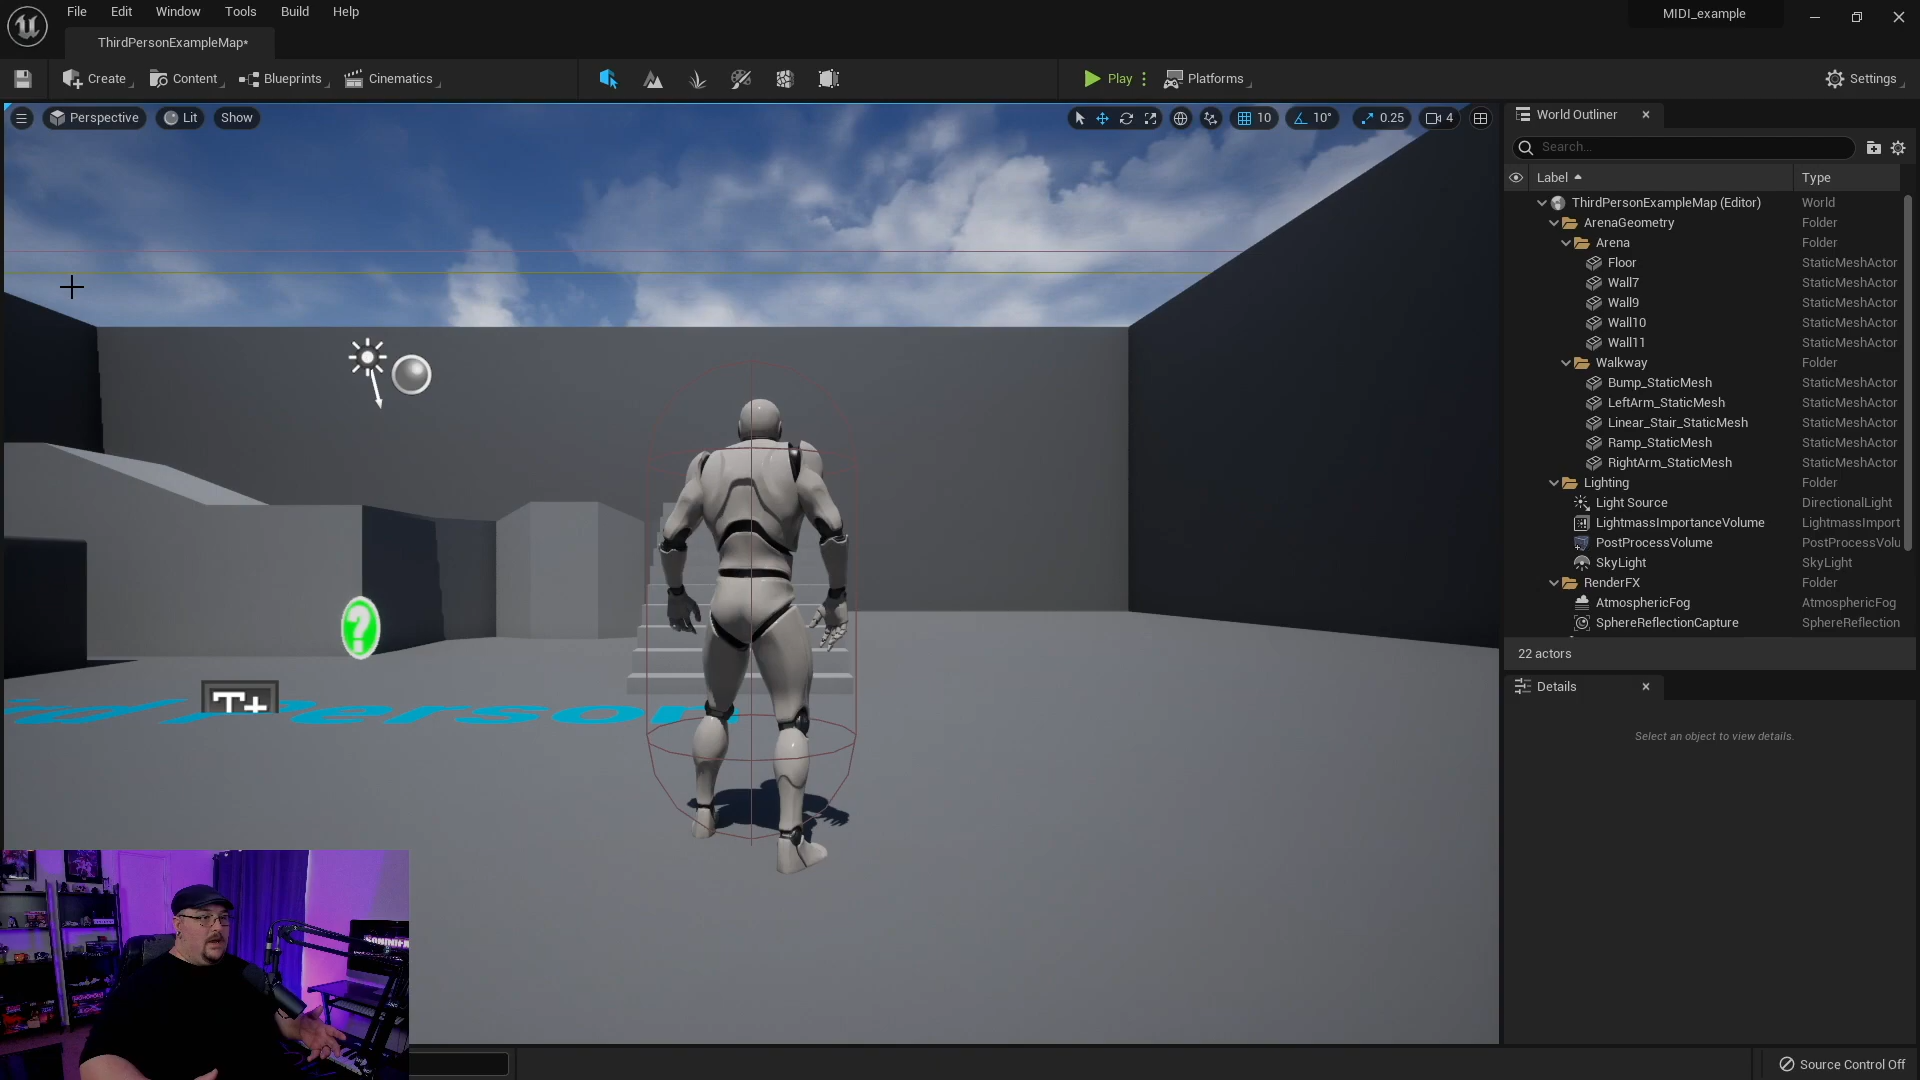 File Edit Window Tools Build Help
MIDI_example
ThirdPersonExampleMap*
Create Content Blueprints Cinematics Play Platforms Settings
Perspective Lit Show 10 10° 0.25 4
World Outliner
Search...
Label Type
ThirdPersonExampleMap (Editor) World
ArenaGeometry Folder
Arena Folder
Floor StaticMeshActor
Wall7 StaticMeshActor
Wall9 StaticMeshActor
Wall10 StaticMeshActor
Wall11 StaticMeshActor
Walkway Folder
Bump_StaticMesh StaticMeshActor
LeftArm_StaticMesh StaticMeshActor
Linear_Stair_StaticMesh StaticMeshActor
Ramp_StaticMesh StaticMeshActor
RightArm_StaticMesh StaticMeshActor
Lighting Folder
Light Source DirectionalLight
LightmassImportanceVolume LightmassImport
PostProcessVolume PostProcessVolu
SkyLight SkyLight
RenderFX Folder
AtmosphericFog AtmosphericFog
SphereReflectionCapture SphereReflection
22 actors
Details
Select an object to view details.
?
T+
Person
Source Control Off